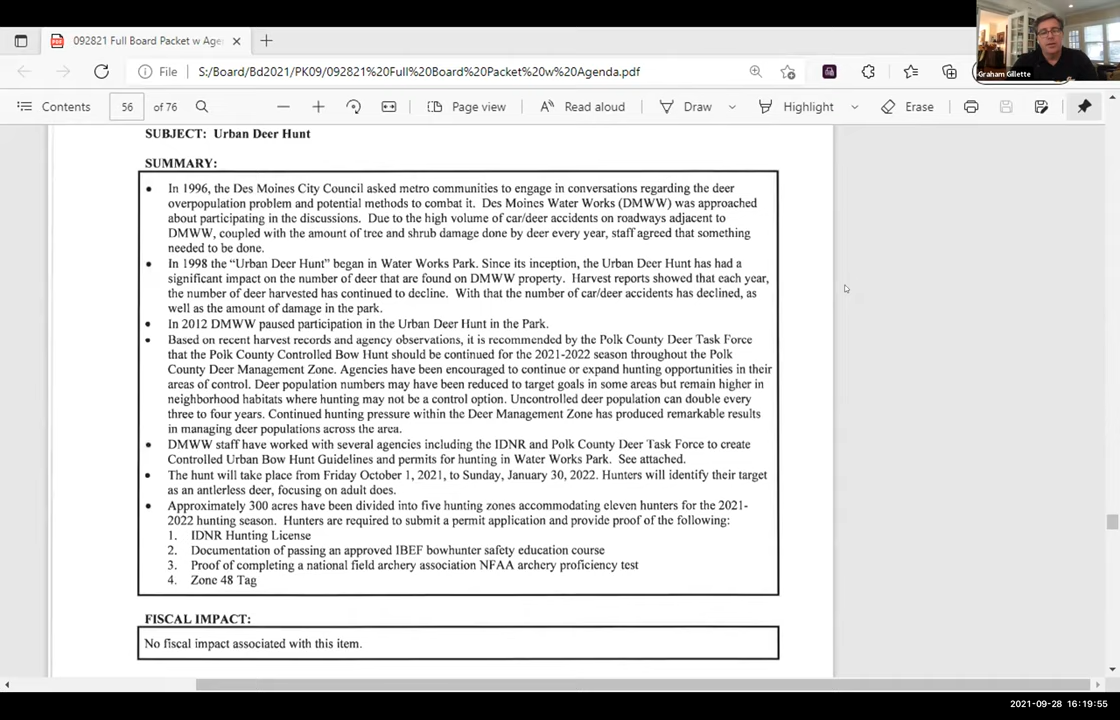 092821 Full Board Packet w Age
File
S:/Board/Bd2021/PK09/092821%20Full%20Board%20Packet%20w%20Agenda.pdf
Graham Gillette
Contents
56
of 76
Page view
Read aloud
Draw
Highlight
Erase
SUBJECT: Urban Deer Hunt
SUMMARY:
• In 1996, the Des Moines City Council asked metro communities to engage in conversations regarding the deer
overpopulation problem and potential methods to combat it. Des Moines Water Works (DMWW) was approached
about participating in the discussions. Due to the high volume of car/deer accidents on roadways adjacent to
DMWW, coupled with the amount of tree and shrub damage done by deer every year, staff agreed that something
needed to be done.
• In 1998 the “Urban Deer Hunt” began in Water Works Park. Since its inception, the Urban Deer Hunt has had a
significant impact on the number of deer that are found on DMWW property. Harvest reports showed that each year,
the number of deer harvested has continued to decline. With that the number of car/deer accidents has declined, as
well as the amount of damage in the park.
• In 2012 DMWW paused participation in the Urban Deer Hunt in the Park.
• Based on recent harvest records and agency observations, it is recommended by the Polk County Deer Task Force
that the Polk County Controlled Bow Hunt should be continued for the 2021-2022 season throughout the Polk
County Deer Management Zone. Agencies have been encouraged to continue or expand hunting opportunities in their
areas of control. Deer population numbers may have been reduced to target goals in some areas but remain higher in
neighborhood habitats where hunting may not be a control option. Uncontrolled deer population can double every
three to four years. Continued hunting pressure within the Deer Management Zone has produced remarkable results
in managing deer populations across the area.
• DMWW staff have worked with several agencies including the IDNR and Polk County Deer Task Force to create
Controlled Urban Bow Hunt Guidelines and permits for hunting in Water Works Park. See attached.
• The hunt will take place from Friday October 1, 2021, to Sunday, January 30, 2022. Hunters will identify their target
as an antlerless deer, focusing on adult does.
• Approximately 300 acres have been divided into five hunting zones accommodating eleven hunters for the 2021-
2022 hunting season. Hunters are required to submit a permit application and provide proof of the following:
1. IDNR Hunting License
2. Documentation of passing an approved IBEF bowhunter safety education course
3. Proof of completing a national field archery association NFAA archery proficiency test
4. Zone 48 Tag
FISCAL IMPACT:
No fiscal impact associated with this item.
2021-09-28 16:19:55